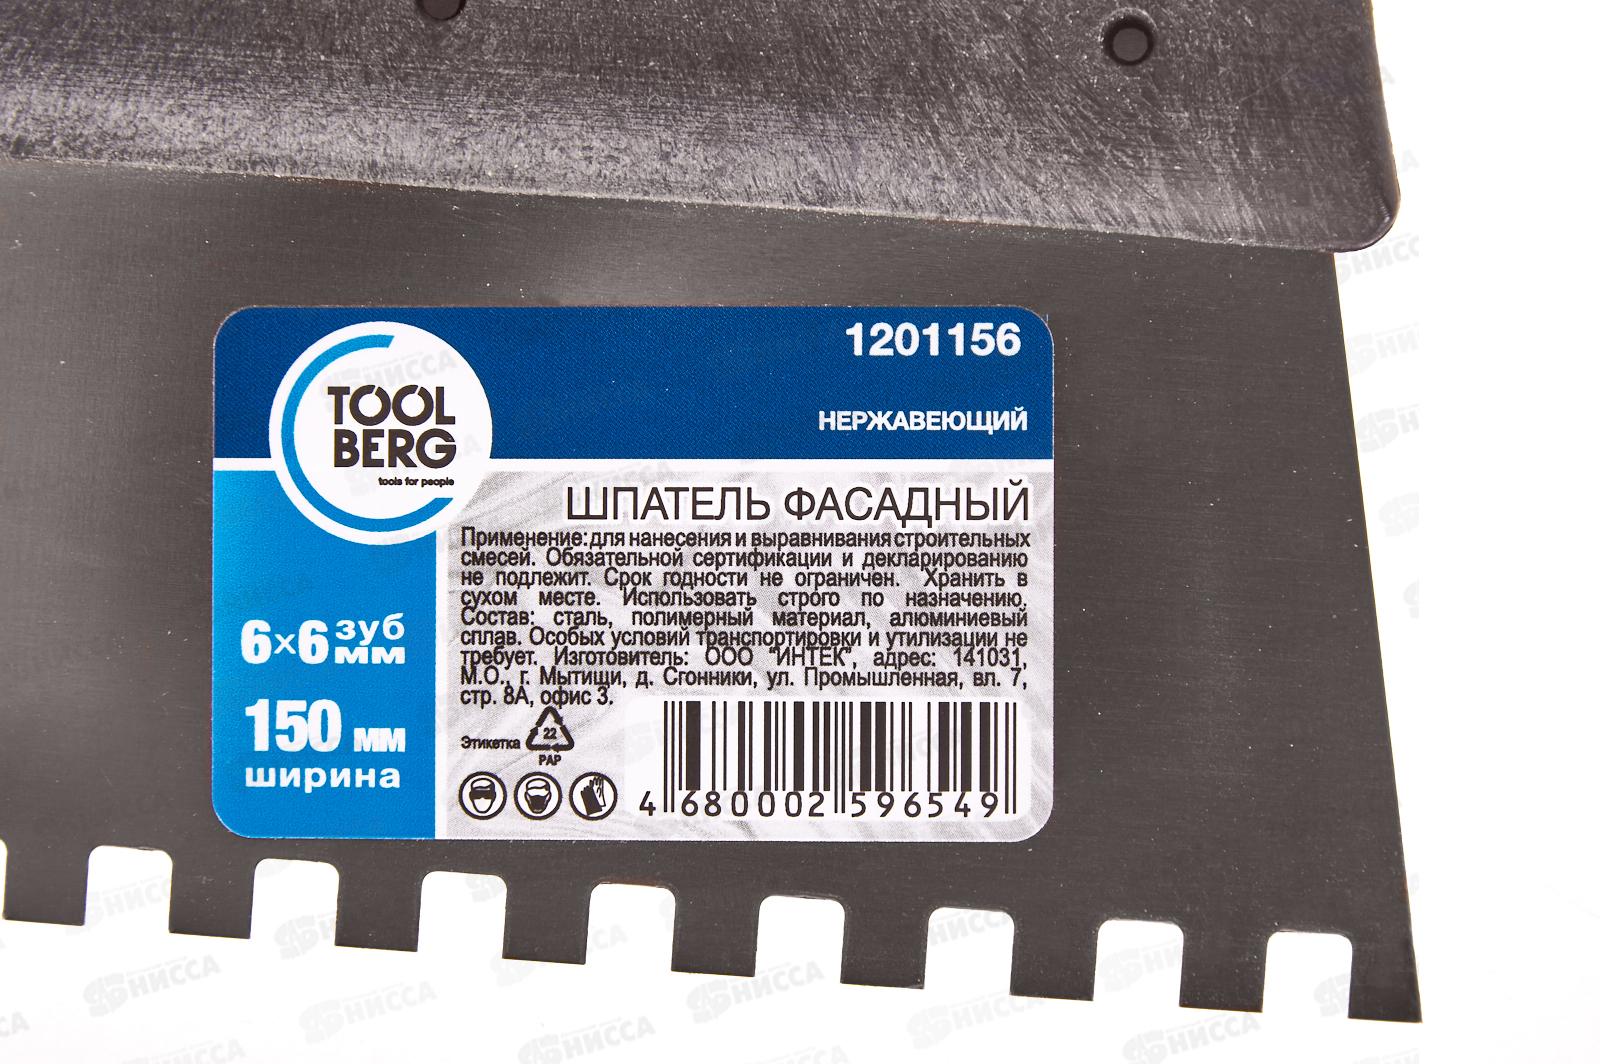 1201156
НЕРЖАВЕЮЩИЙ
TOOL
BERG
tools for people
ШПАТЕЛЬ ФАСАДНЫЙ
Применение: для нанесения и выравнивания строительных
смесей. Обязательной сертификации и декларированию
не подлежит. Срок годности не ограничен. Хранить в
сухом месте. Использовать строго по назначению.
Состав: сталь, полимерный материал, алюминиевый
сплав. Особых условий транспортировки и утилизации не
требует. Изготовитель: ООО "ИНТЕК", адрес: 141031,
М.О., г. Мытищи, д. Сгонники, ул. Промышленная, вл. 7,
стр. 8А, офис 3.
6x6 зуб
мм
150 мм
ширина
Этикетка
22
PAP
4 680002 596549
НИССА